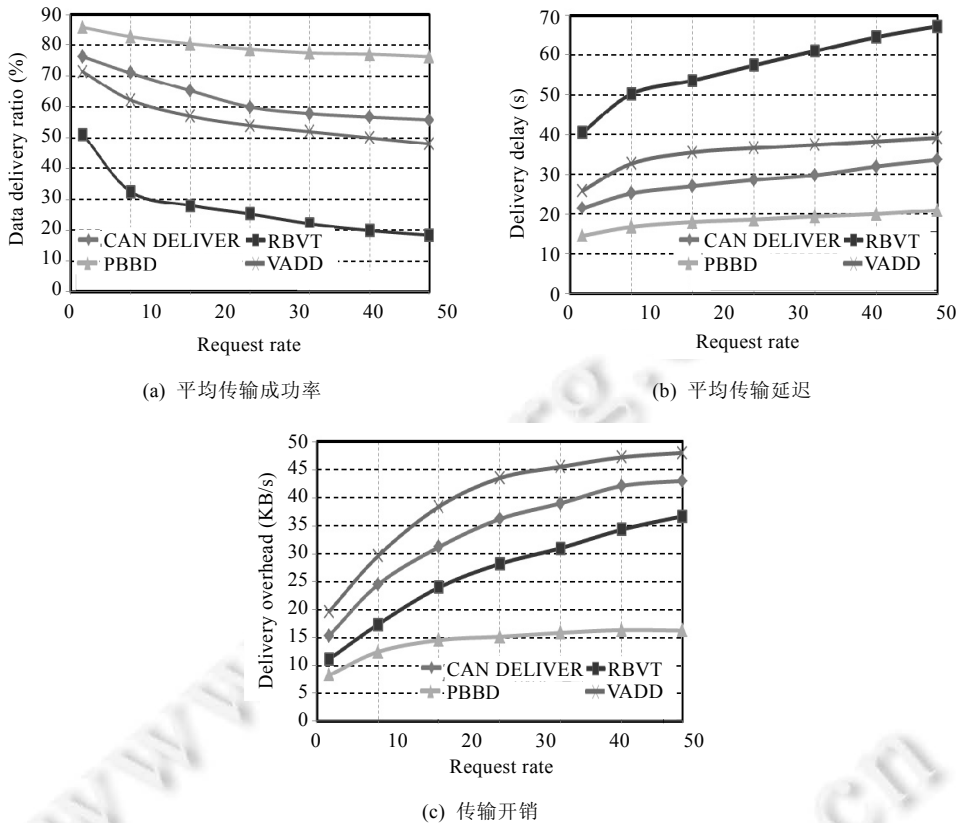 90
80
70
60
50
40
30
20
10
0
Data delivery ratio (%)
CAN DELIVER RBVT
PBBD VADD
0 10 20 30 40 50
Request rate
(a) 平均传输成功率
70
60
50
40
30
20
10
0
Delivery delay (s)
CAN DELIVER RBVT
PBBD VADD
0 10 20 30 40 50
Request rate
(b) 平均传输延迟
50
45
40
35
30
25
20
15
10
5
0
Delivery overhead (KB/s)
CAN DELIVER RBVT
PBBD VADD
0 10 20 30 40 50
Request rate
(c) 传输开销